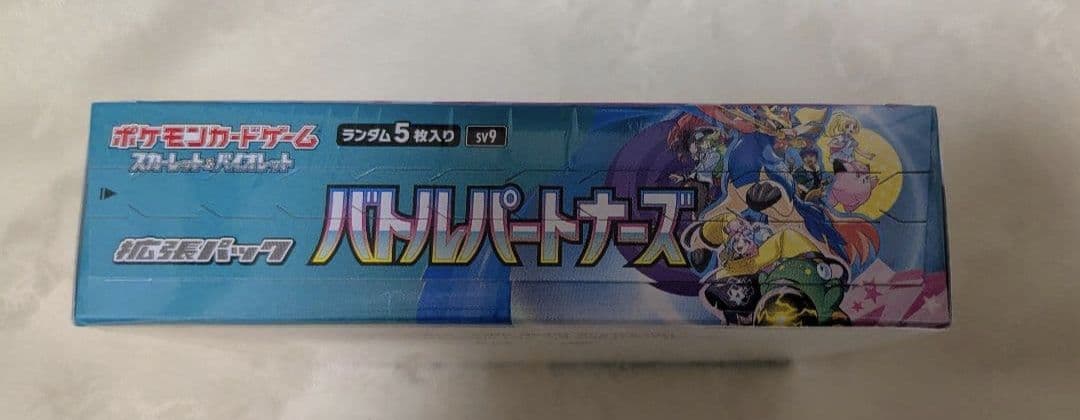 ポケモンカードゲーム
スカーレット&バイオレット
ランダム5枚入り sv9
拡張パック
バトルパートナーズ